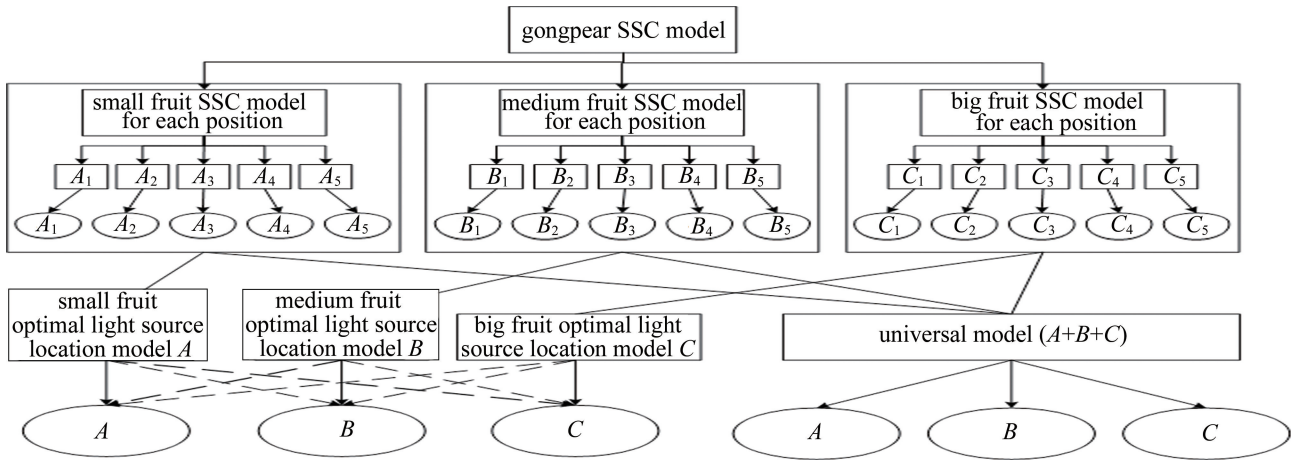 gongpear SSC model
small fruit SSC model
for each position
medium fruit SSC model
for each position
big fruit SSC model
for each position
A1 A2 A3 A4 A5
B1 B2 B3 B4 B5
C1 C2 C3 C4 C5
A1 A2 A3 A4 A5
B1 B2 B3 B4 B5
C1 C2 C3 C4 C5
small fruit
optimal light source
location model A
medium fruit
optimal light source
location model B
big fruit optimal light
source location model C
universal model (A+B+C)
A
B
C
A
B
C